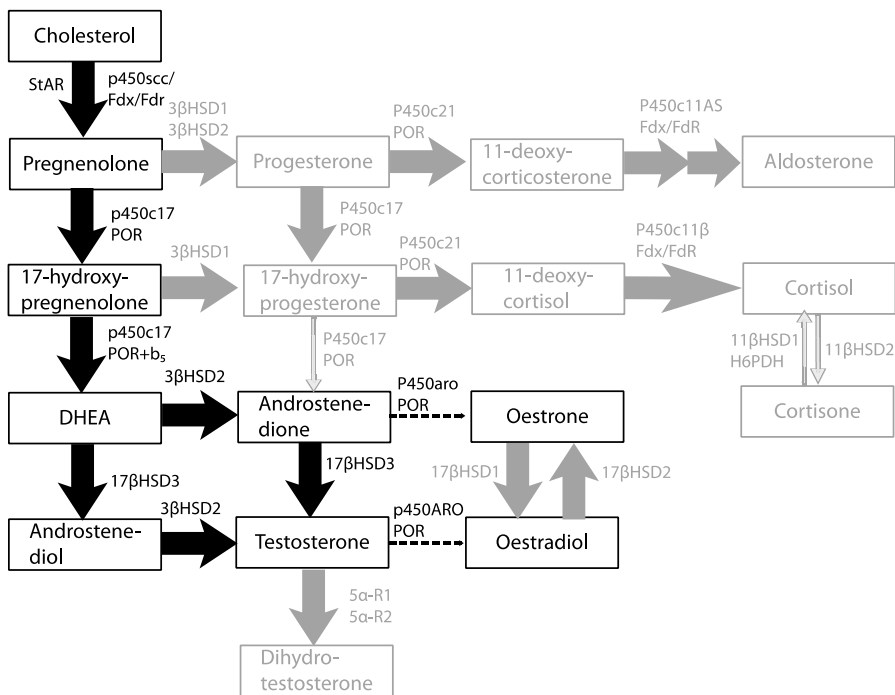 Cholesterol
StAR
p450scc/
Fdx/Fdr
3βHSD1
3βHSD2
P450c21
POR
P450c11AS
Fdx/FdR
Pregnenolone
Progesterone
11-deoxy-
corticosterone
Aldosterone
p450c17
POR
P450c17
POR
3βHSD1
P450c21
POR
P450c11β
Fdx/FdR
17-hydroxy-
pregnenolone
17-hydroxy-
progesterone
11-deoxy-
cortisol
Cortisol
p450c17
POR+b₅
P450c17
POR
11βHSD1
H6PDH
11βHSD2
3βHSD2
P450aro
POR
DHEA
Androstene-
dione
Oestrone
Cortisone
17βHSD3
17βHSD3
17βHSD1
17βHSD2
3βHSD2
p450ARO
POR
Androstene-
diol
Testosterone
Oestradiol
5α-R1
5α-R2
Dihydro-
testosterone